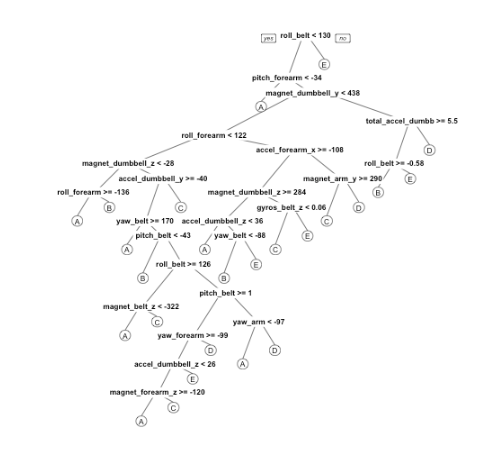 yes roll_belt < 130 no
E
pitch_forearm < -34
A magnet_dumbbell_y < 438
total_accel_dumbb >= 5.5
roll_forearm < 122
D
accel_forearm_x >= -108
magnet_dumbbell_z < -28 roll_belt >= -0.58
accel_dumbbell_y >= -40 magnet_arm_y >= 290 E
roll_forearm >= -136 magnet_dumbbell_z >= 284 B
B C gyros_belt_z < 0.06 D
A yaw_belt >= 170 accel_dumbbell_z < 36 C
pitch_belt < -43 yaw_belt < -88 E
A A C
roll_belt >= 126 E
B B
pitch_belt >= 1
magnet_belt_z < -322
C yaw_arm < -97
A yaw_forearm >= -99
D D
accel_dumbbell_z < 26 A
E
magnet_forearm_z >= -120
C
A